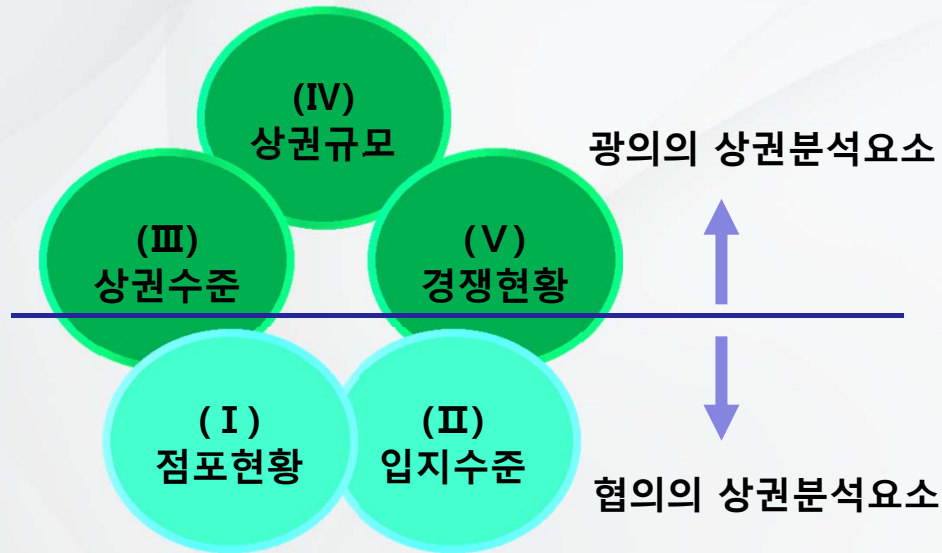 (Ⅳ)
상권규모
광의의 상권분석요소
(Ⅲ)
상권수준
(Ⅴ)
경쟁현황
(Ⅰ)
점포현황
(Ⅱ)
입지수준
협의의 상권분석요소